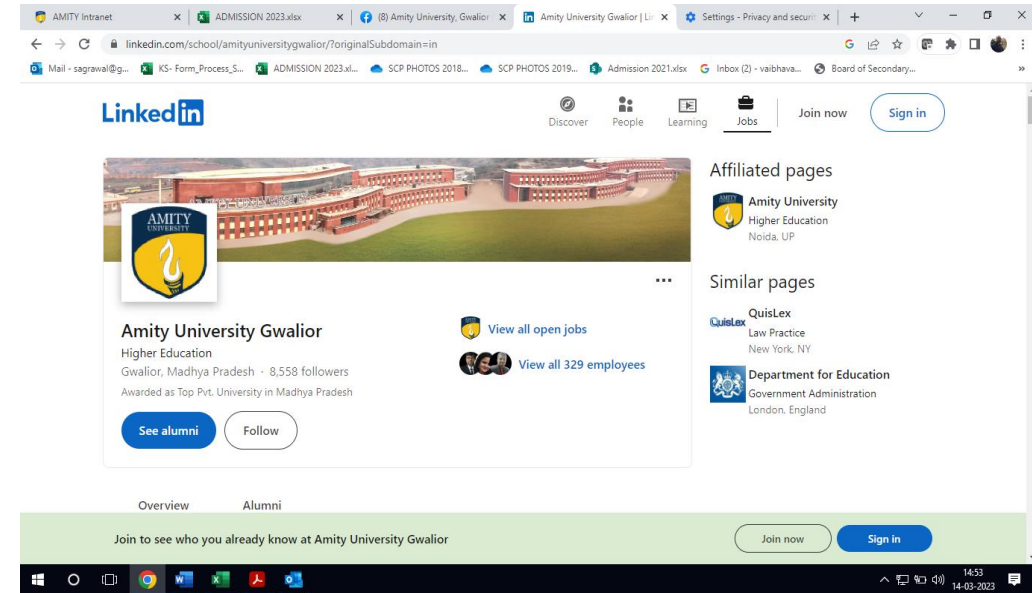 AMITY Intranet
ADMISSION 2023.xlsx
(8) Amity University, Gwalior
Amity University Gwalior | Lin
Settings - Privacy and securit
linkedin.com/school/amityuniversitygwalior/?originalSubdomain=in
Mail - sagrawal@g...
KS- Form_Process_S...
ADMISSION 2023.xl...
SCP PHOTOS 2018...
SCP PHOTOS 2019...
Admission 2021.xlsx
Inbox (2) - vaibhava...
Board of Secondary...
Linked in
Discover
People
Learning
Jobs
Join now
Sign in
AMITY
UNIVERSITY
Amity University Gwalior
Higher Education
Gwalior, Madhya Pradesh · 8,558 followers
Awarded as Top Pvt. University in Madhya Pradesh
See alumni
Follow
View all open jobs
View all 329 employees
Affiliated pages
Amity University
Higher Education
Noida, UP
Similar pages
QuisLex
QuisLex
Law Practice
New York, NY
Department for Education
Government Administration
London, England
Overview
Alumni
Join to see who you already know at Amity University Gwalior
Join now
Sign in
14:53
14-03-2023